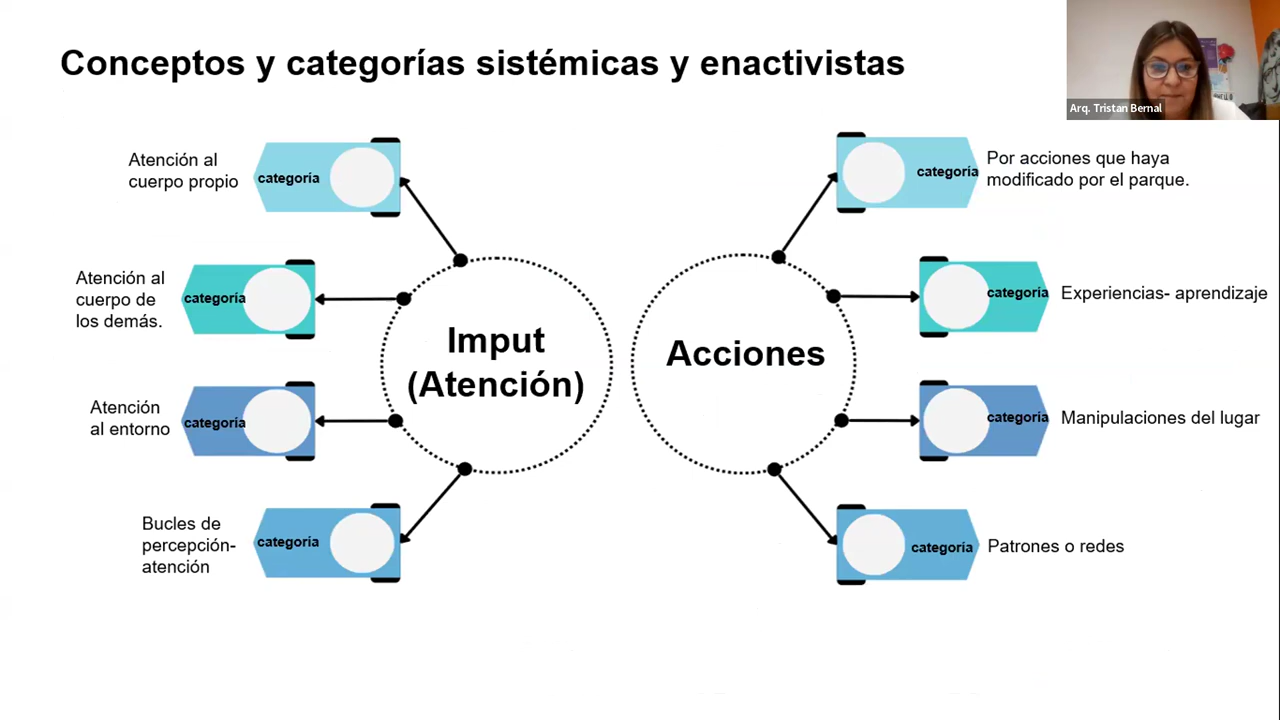 Conceptos y categorías sistémicas y enactivistas
Arq. Tristan Bernal
Atención al
cuerpo propio
categoría
Atención al
cuerpo de
los demás.
categoría
Atención
al entorno
categoría
Bucles de
percepción-
atención
categoría
Imput
(Atención)
Acciones
categoría
Por acciones que haya
modificado por el parque.
categoría
Experiencias- aprendizaje
categoría
Manipulaciones del lugar
categoría
Patrones o redes